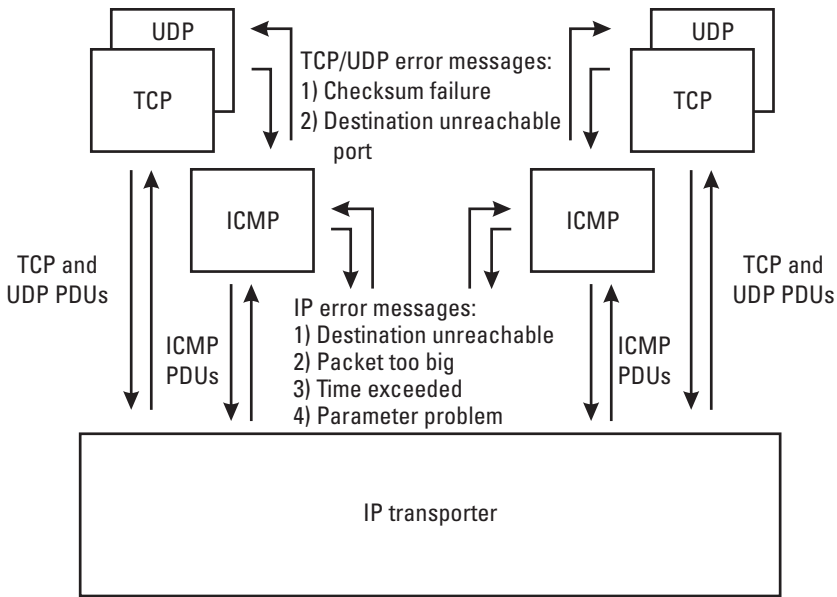 UDP
TCP
TCP/UDP error messages:
1) Checksum failure
2) Destination unreachable
port
UDP
TCP
ICMP
ICMP
TCP and
UDP PDUs
ICMP
PDUs
IP error messages:
1) Destination unreachable
2) Packet too big
3) Time exceeded
4) Parameter problem
ICMP
PDUs
TCP and
UDP PDUs
IP transporter